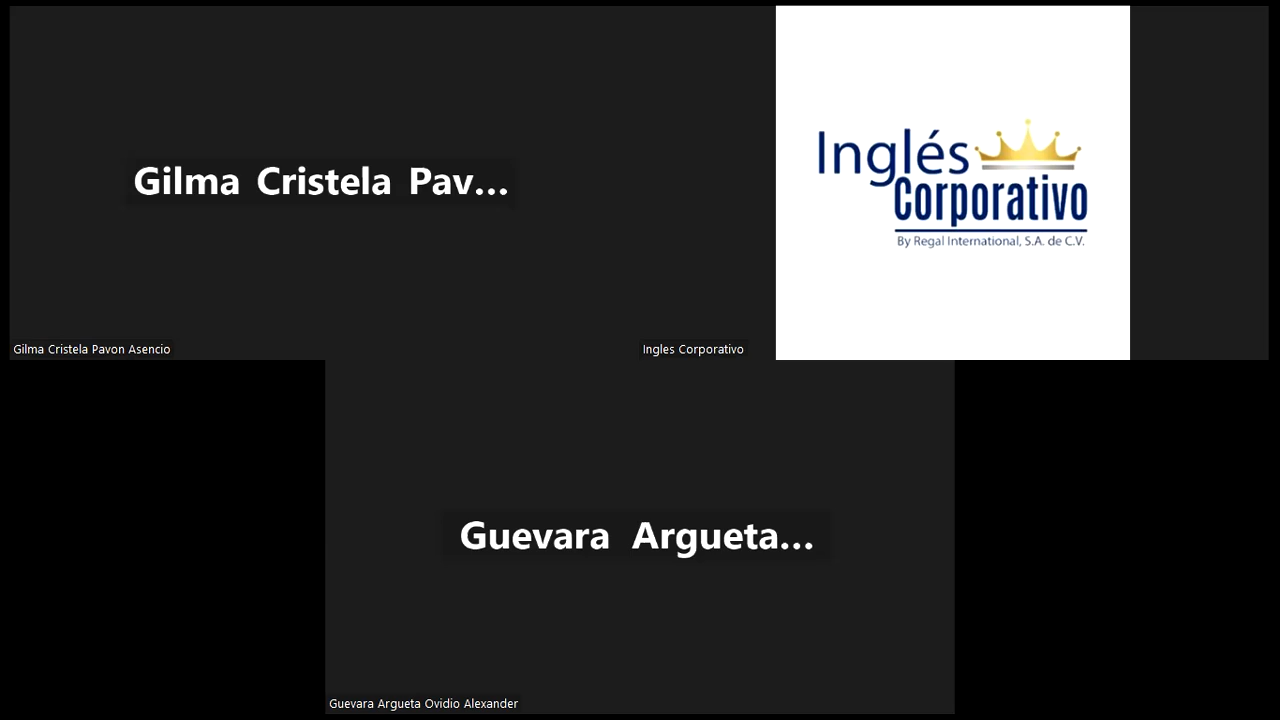 Gilma Cristela Pav...
Inglés
Corporativo
By Regal International, S.A. de C.V.
Gilma Cristela Pavon Asencio
Ingles Corporativo
Guevara Argueta...
Guevara Argueta Ovidio Alexander